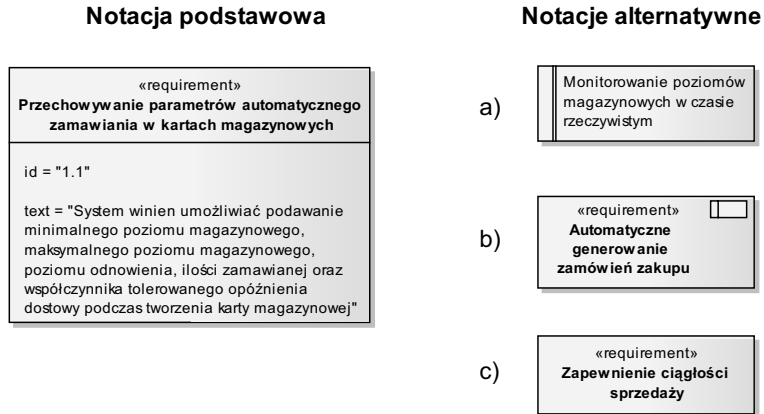 Notacja podstawowa
Notacje alternatywne
«requirement»
Przechowywanie parametrów automatycznego
zamawiania w kartach magazynowych
id = "1.1"
text = "System winien umożliwiać podawanie
minimalnego poziomu magazynowego,
maksymalnego poziomu magazynowego,
poziomu odnowienia, ilości zamawianej oraz
współczynnika tolerowanego opóźnienia
dostowy podczas tworzenia karty magazynowej"
a)
Monitorowanie poziomów
magazynowych w czasie
rzeczywistym
b)
«requirement»
Automatyczne
generowanie
zamówień zakupu
c)
«requirement»
Zapewnienie ciągłości
sprzedaży